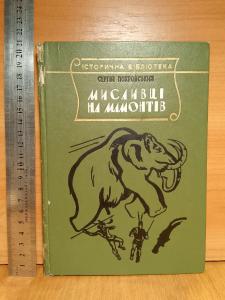 ІСТОРИЧНА БІБЛІОТЕКА
СЕРГІЙ ПОКРОВСЬКИЙ
МИСЛИВЦІ
НА МАМОНТІВ